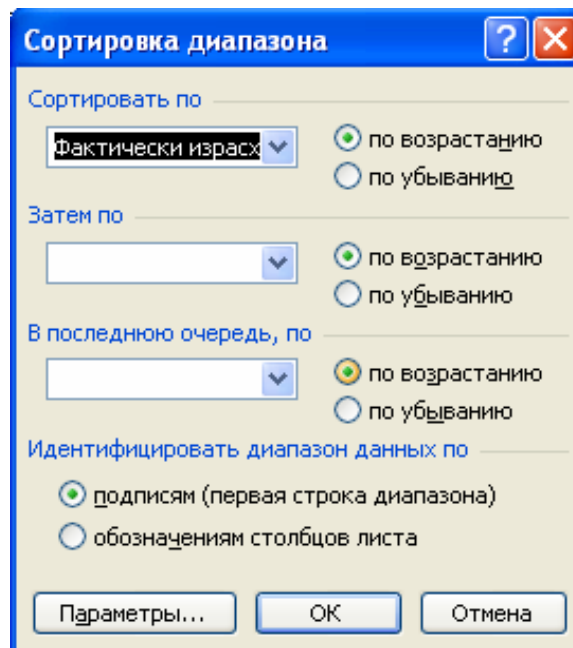 Сортировка диапазона
Сортировать по
Фактически израсх
по возрастанию
по убыванию
Затем по
по возрастанию
по убыванию
В последнюю очередь, по
по возрастанию
по убыванию
Идентифицировать диапазон данных по
подписям (первая строка диапазона)
обозначениям столбцов листа
Параметры... ОК Отмена